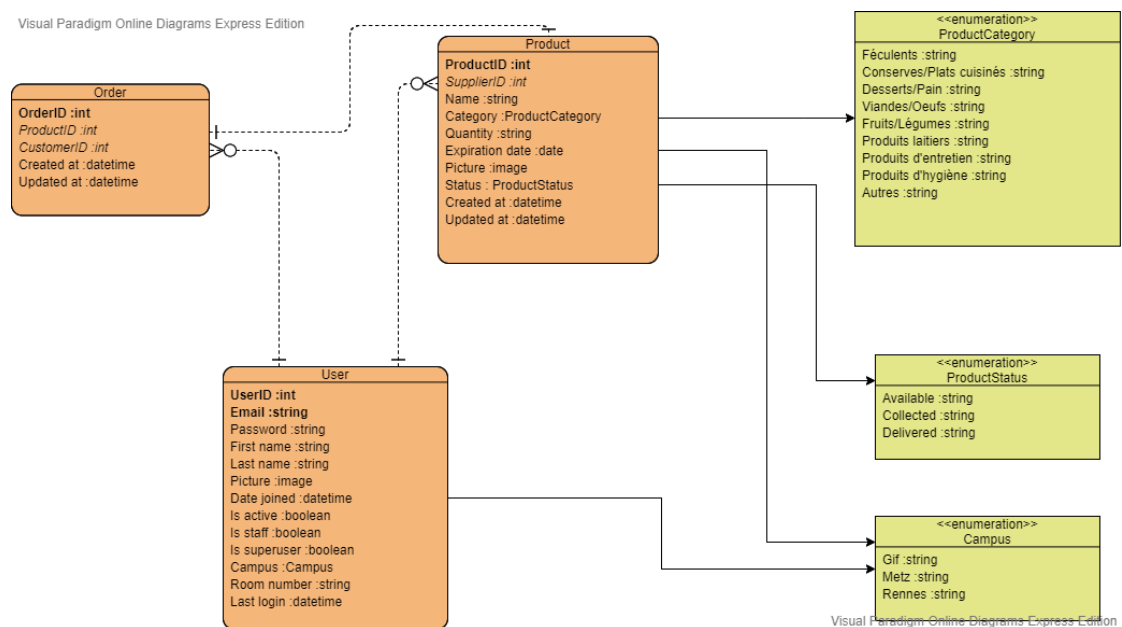 Visual Paradigm Online Diagrams Express Edition
Order
OrderID :int
ProductID :int
CustomerID :int
Created at :datetime
Updated at :datetime
Product
ProductID :int
SupplierID :int
Name :string
Category :ProductCategory
Quantity :string
Expiration date :date
Picture :image
Status : ProductStatus
Created at :datetime
Updated at :datetime
<<enumeration>>
ProductCategory
Féculents :string
Conserves/Plats cuisinés :string
Desserts/Pain :string
Viandes/Oeufs :string
Fruits/Légumes :string
Produits laitiers :string
Produits d'entretien :string
Produits d'hygiène :string
Autres :string
User
UserID :int
Email :string
Password :string
First name :string
Last name :string
Picture :image
Date joined :datetime
Is active :boolean
Is staff :boolean
Is superuser :boolean
Campus :Campus
Room number :string
Last login :datetime
<<enumeration>>
ProductStatus
Available :string
Collected :string
Delivered :string
<<enumeration>>
Campus
Gif :string
Metz :string
Rennes :string
Visual Paradigm Online Diagrams Express Edition